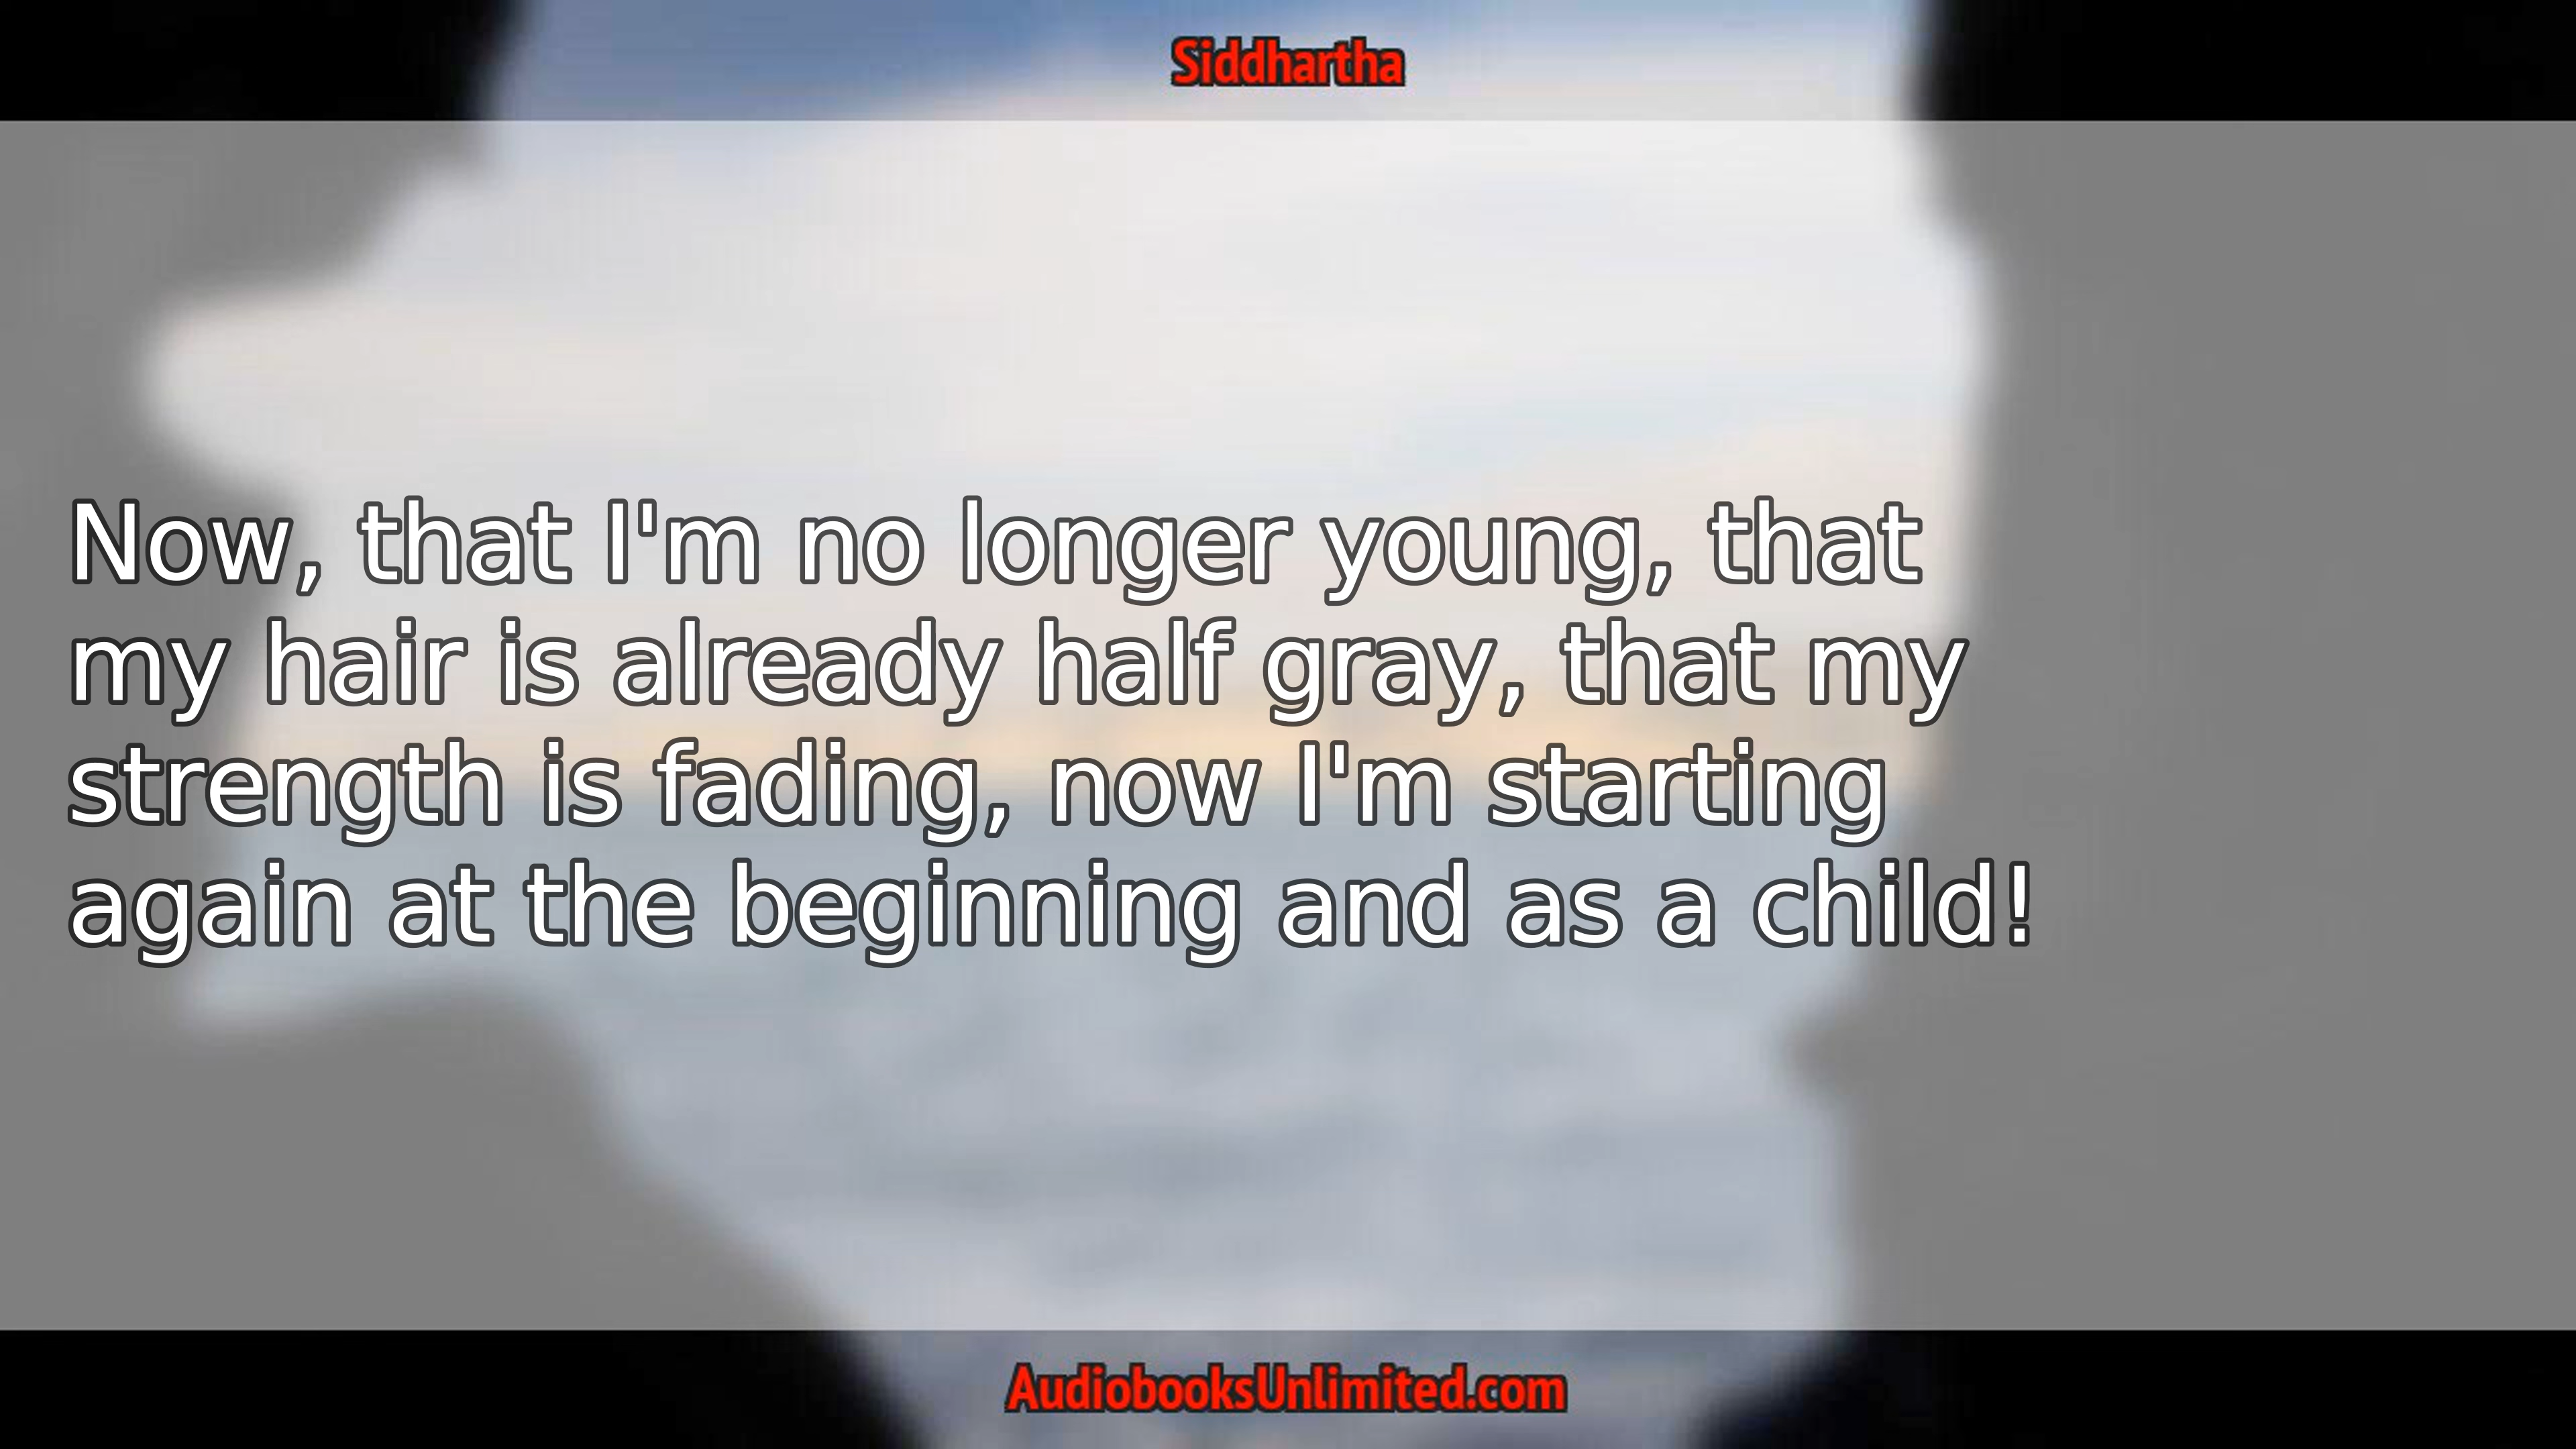 Siddhartha
Now, that I'm no longer young, that
my hair is already half gray, that my
strength is fading, now I'm starting
again at the beginning and as a child!
AudiobooksUnlimited.com